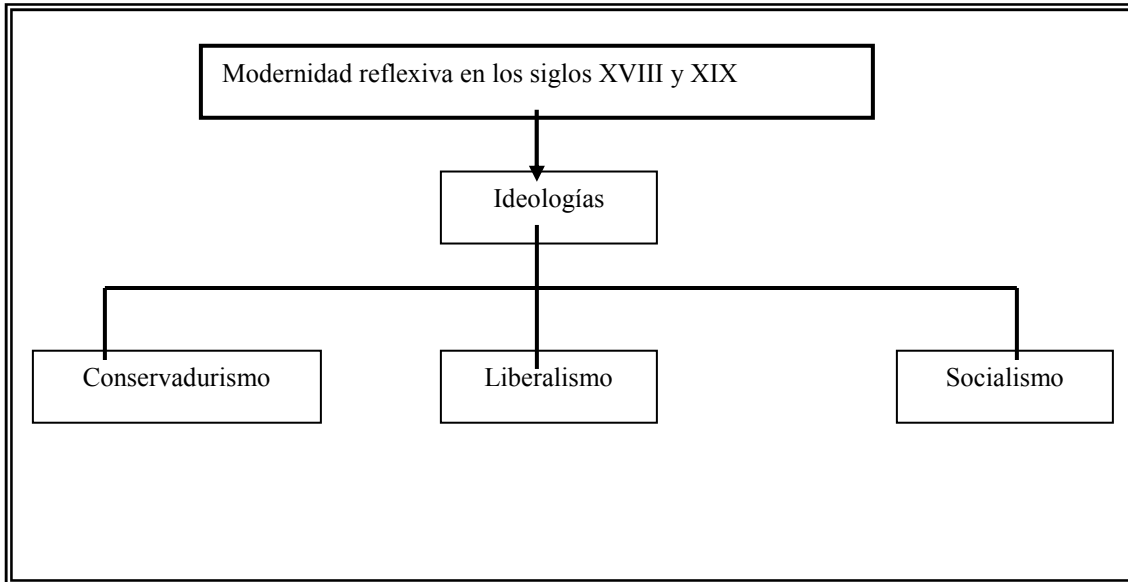 Modernidad reflexiva en los siglos XVIII y XIX
Ideologías
Conservadurismo
Liberalismo
Socialismo